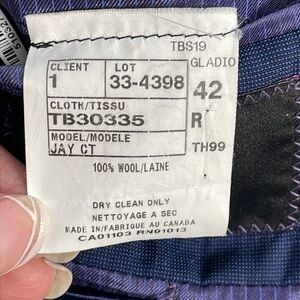 TBS19
GLADIO
CLIENT LOT
1 33-4398 42
CLOTH/TISSU
TB30335 R
MODEL/MODELE
JAY CT TH99
100% WOOL/LAINE
DRY CLEAN ONLY
NETTOYAGE A SEC
MADE IN/FABRIQUE AU CANADA
CA01103 RN91013